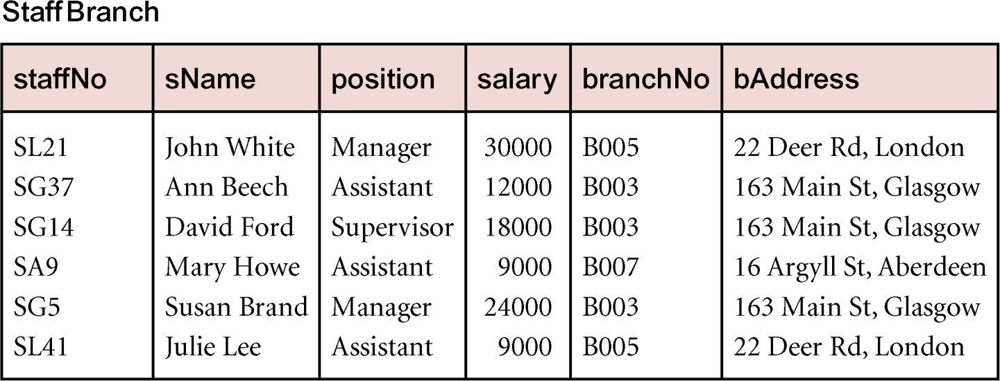 StaffBranch
staffNo sName position salary branchNo bAddress
SL21 John White Manager 30000 B005 22 Deer Rd, London
SG37 Ann Beech Assistant 12000 B003 163 Main St, Glasgow
SG14 David Ford Supervisor 18000 B003 163 Main St, Glasgow
SA9 Mary Howe Assistant 9000 B007 16 Argyll St, Aberdeen
SG5 Susan Brand Manager 24000 B003 163 Main St, Glasgow
SL41 Julie Lee Assistant 9000 B005 22 Deer Rd, London